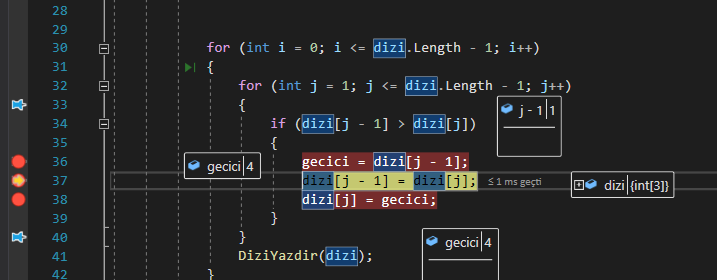 28
29
30 for (int i = 0; i <= dizi.Length - 1; i++)
31 {
32 for (int j = 1; j <= dizi.Length - 1; j++)
33 {
j - 1 1
34 if (dizi[j - 1] > dizi[j])
35 {
gecici 4
36 gecici = dizi[j - 1];
37 dizi[j - 1] = dizi[j]; ≤ 1 ms geçti
dizi {int[3]}
38 dizi[j] = gecici;
39 }
40 }
gecici 4
41 DiziYazdir(dizi);
42 }